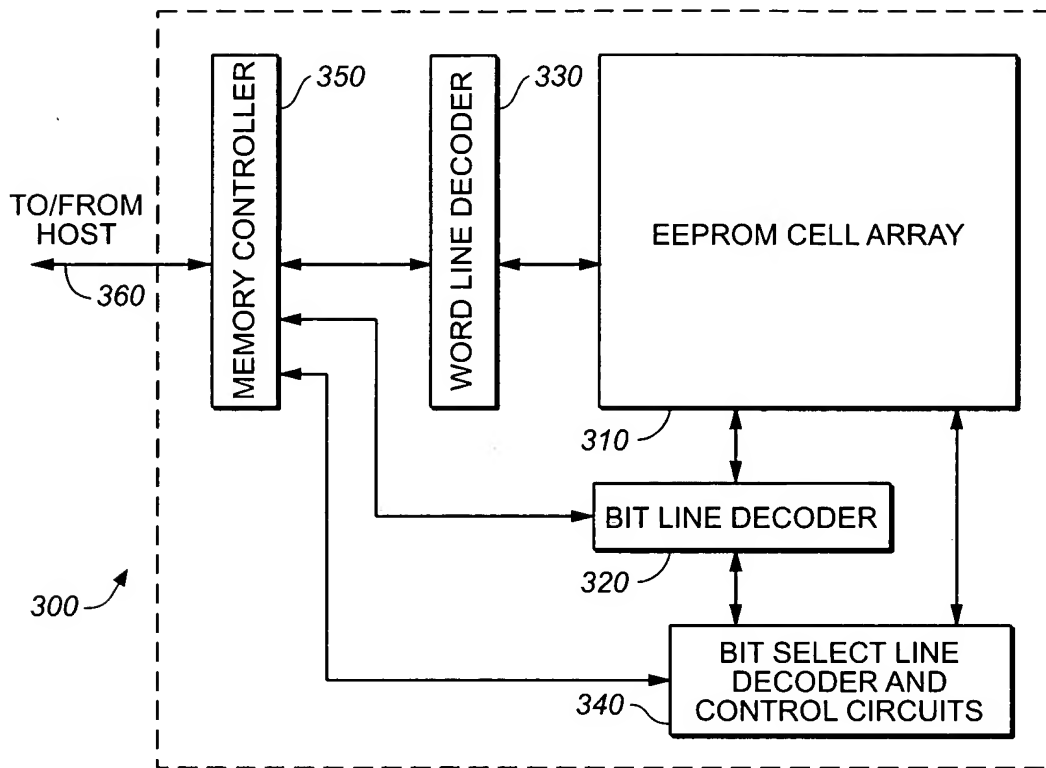 350
330
MEMORY CONTROLLER
WORD LINE DECODER
EEPROM CELL ARRAY
TO/FROM
HOST
360
310
BIT LINE DECODER
320
300
BIT SELECT LINE
DECODER AND
CONTROL CIRCUITS
340